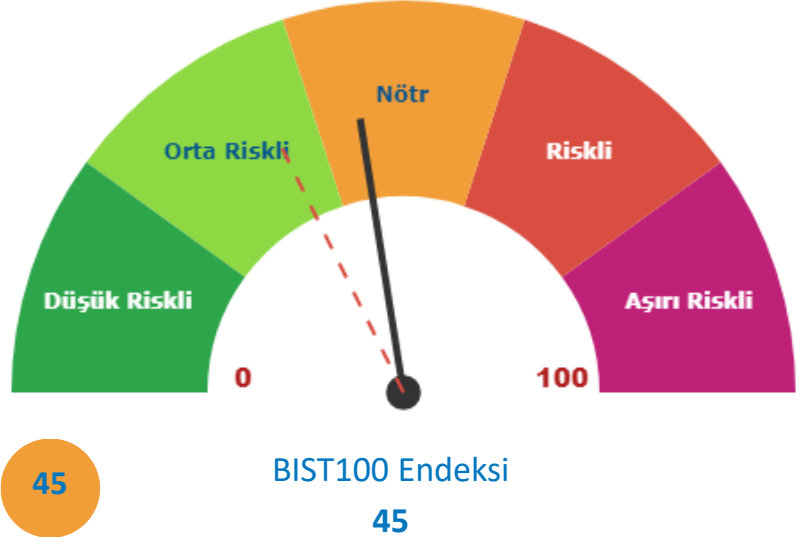 Nötr
Orta Riskli
Riskli
Düşük Riskli
Aşırı Riskli
0
100
45
BIST100 Endeksi
45